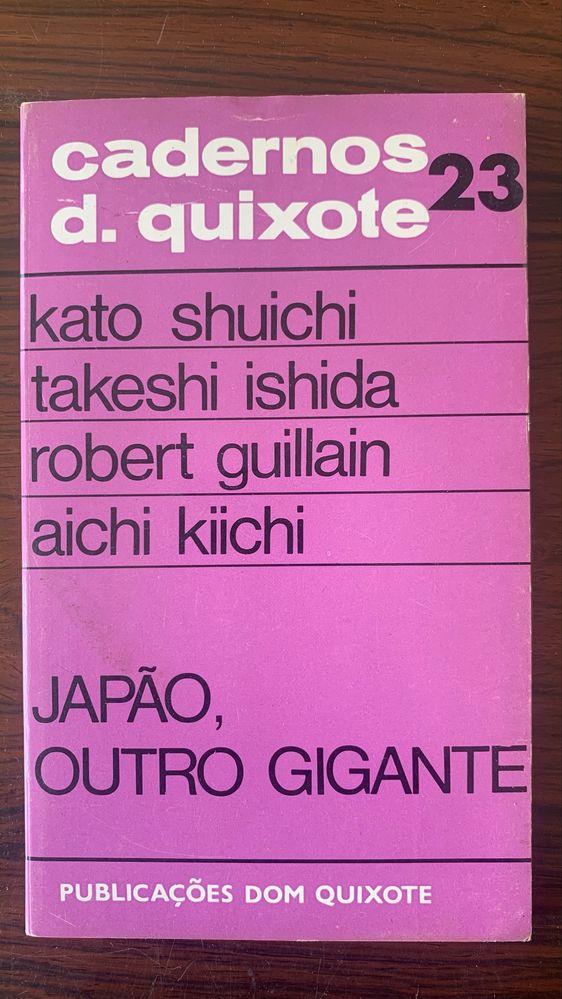 cadernos
d. quixote 23
kato shuichi
takeshi ishida
robert guillain
aichi kiichi
JAPÃO,
OUTRO GIGANTE
PUBLICAÇÕES DOM QUIXOTE